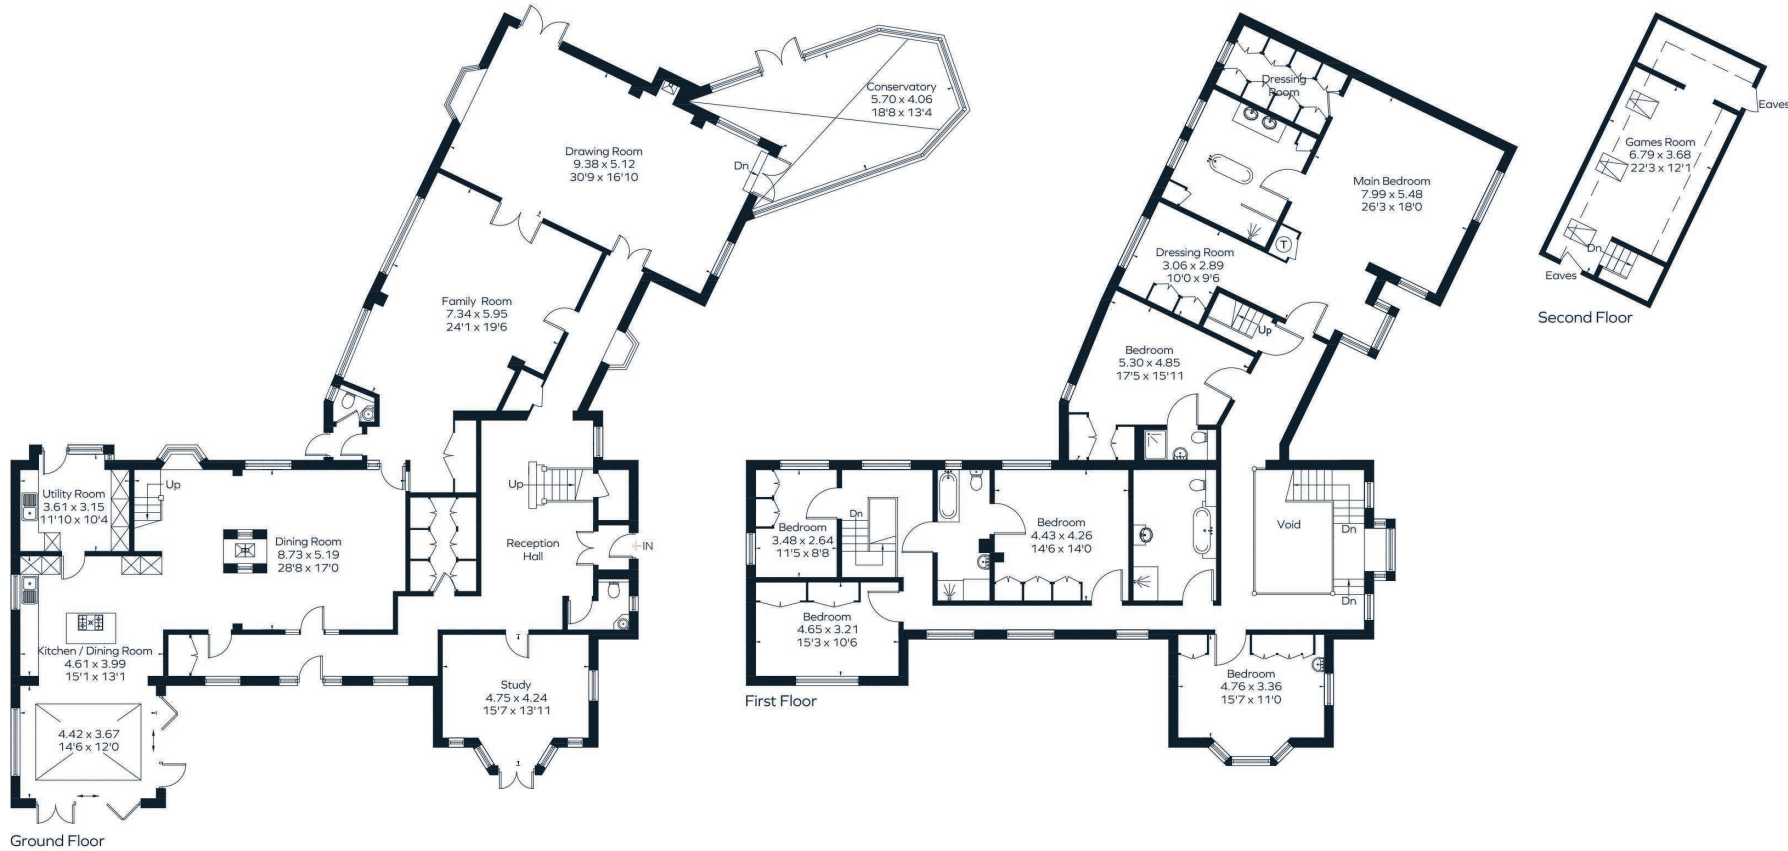 Conservatory
5.70 x 4.06
18'8 x 13'4
Drawing Room
9.38 x 5.12
30'9 x 16'10
Dn
Family Room
7.34 x 5.95
24'1 x 19'6
Utility Room
3.61 x 3.15
11'10 x 10'4
Up
Dining Room
8.73 x 5.19
28'8 x 17'0
Up
Reception
Hall
IN
Kitchen / Dining Room
4.61 x 3.99
15'1 x 13'1
Study
4.75 x 4.24
15'7 x 13'11
4.42 x 3.67
14'6 x 12'0
Ground Floor
Dressing
Room
Main Bedroom
7.99 x 5.48
26'3 x 18'0
T
Dressing Room
3.06 x 2.89
10'0 x 9'6
Up
Bedroom
5.30 x 4.85
17'5 x 15'11
Bedroom
3.48 x 2.64
11'5 x 8'8
Dn
Bedroom
4.43 x 4.26
14'6 x 14'0
Void
Dn
Dn
Bedroom
4.65 x 3.21
15'3 x 10'6
Bedroom
4.76 x 3.36
15'7 x 11'0
First Floor
Eaves
Games Room
6.79 x 3.68
22'3 x 12'1
Dn
Eaves
Second Floor